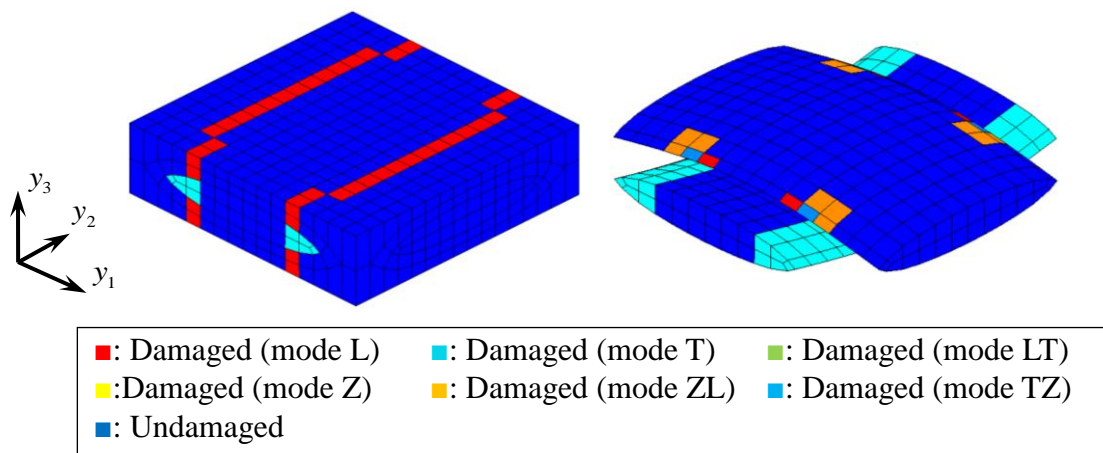 y3
y2
y1
: Damaged (mode L) : Damaged (mode T) : Damaged (mode LT)
:Damaged (mode Z) : Damaged (mode ZL) : Damaged (mode TZ)
: Undamaged